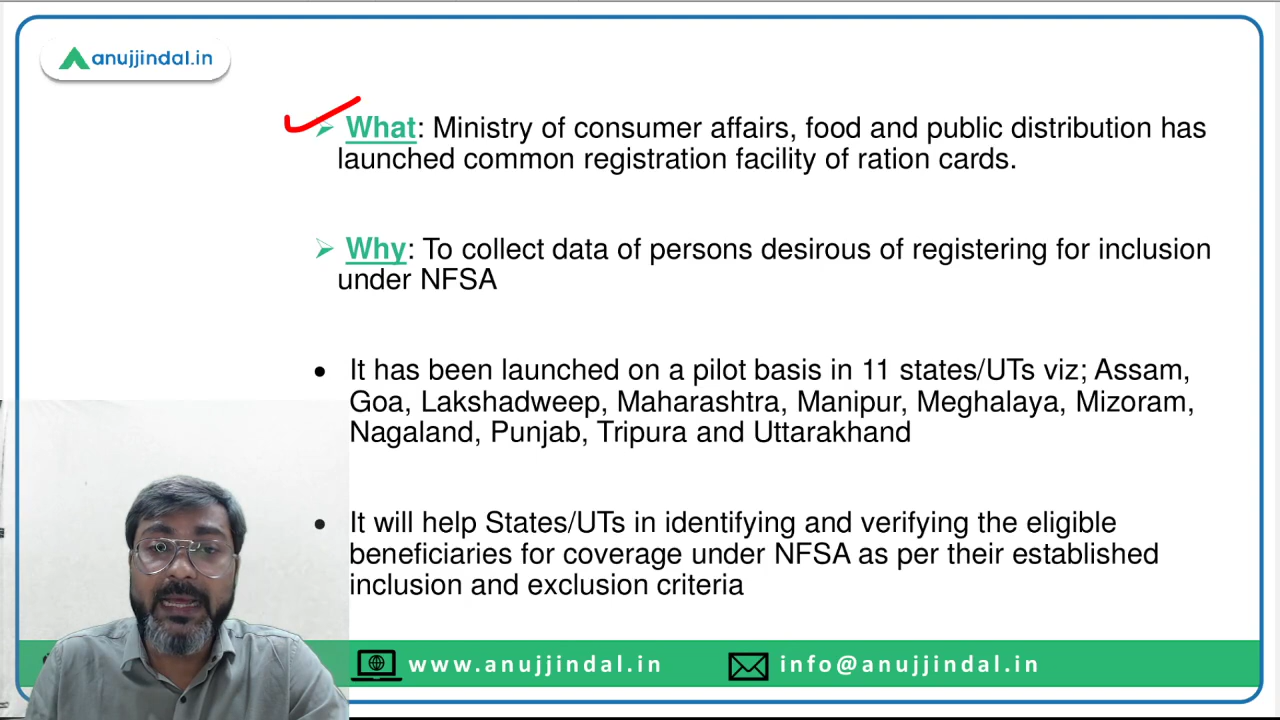 anujjindal.in
What: Ministry of consumer affairs, food and public distribution has
launched common registration facility of ration cards.
Why: To collect data of persons desirous of registering for inclusion
under NFSA
It has been launched on a pilot basis in 11 states/UTs viz; Assam,
Goa, Lakshadweep, Maharashtra, Manipur, Meghalaya, Mizoram,
Nagaland, Punjab, Tripura and Uttarakhand
It will help States/UTs in identifying and verifying the eligible
beneficiaries for coverage under NFSA as per their established
inclusion and exclusion criteria
www.anujjindal.in info@anujjindal.in